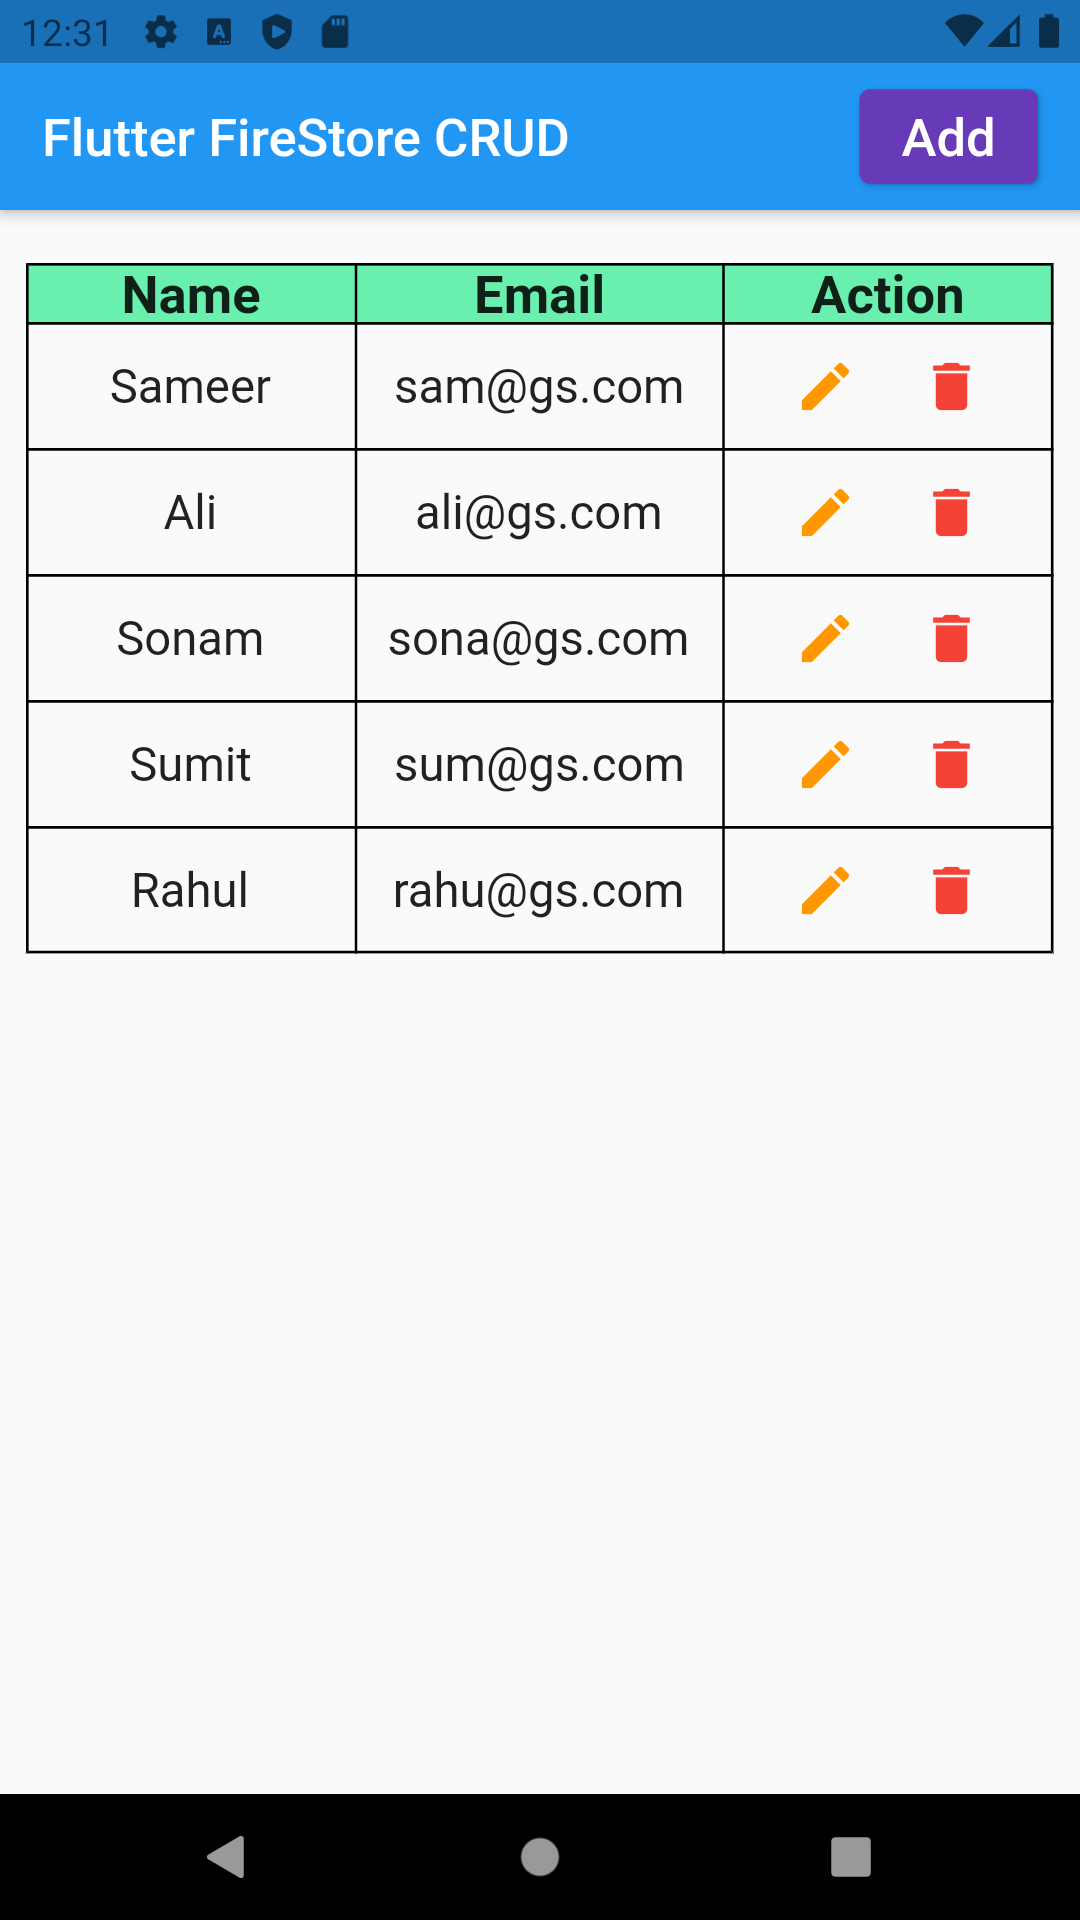 12:31
Flutter FireStore CRUD Add
Name Email Action
Sameer sam@gs.com
Ali ali@gs.com
Sonam sona@gs.com
Sumit sum@gs.com
Rahul rahu@gs.com